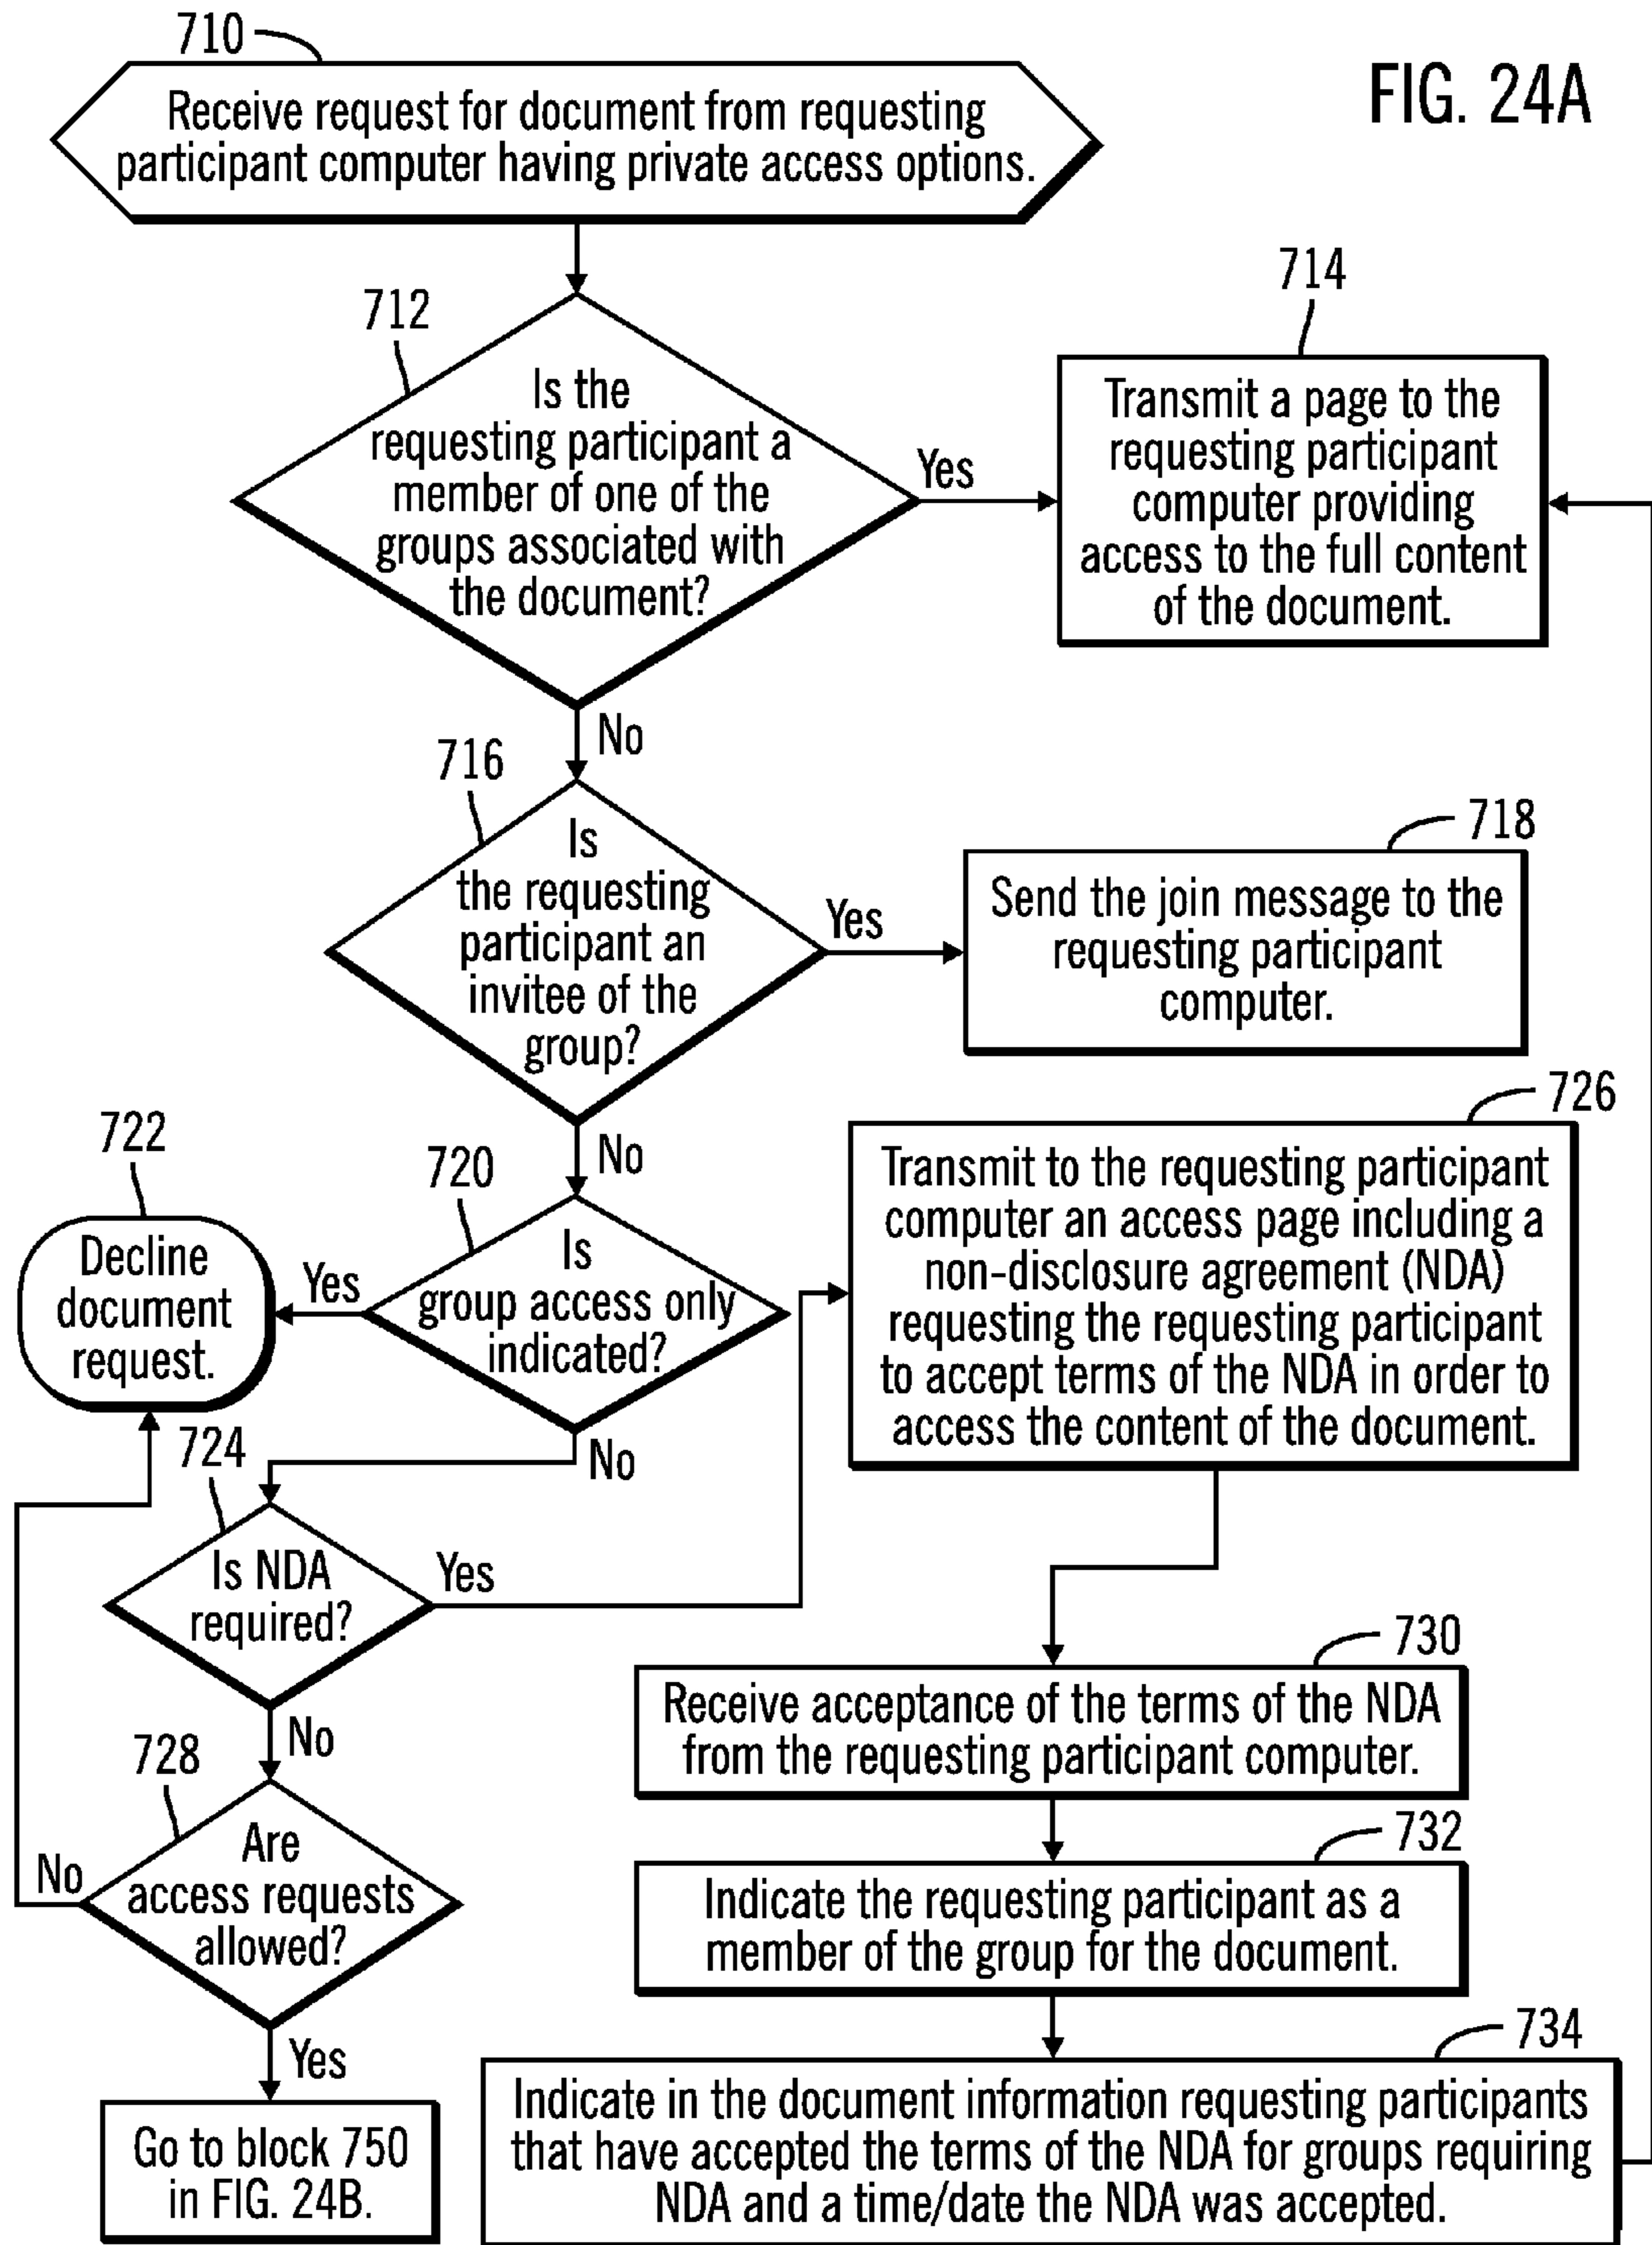 710
FIG. 24A
Receive request for document from requesting
participant computer having private access options.
712
Is the
requesting participant a
member of one of the
groups associated with
the document?
Yes
714
Transmit a page to the
requesting participant
computer providing
access to the full content
of the document.
No
716
Is
the requesting
participant an
invitee of the
group?
Yes
718
Send the join message to the
requesting participant
computer.
No
720
Is
group access only
indicated?
Yes
722
Decline
document
request.
No
724
Is NDA
required?
Yes
726
Transmit to the requesting participant
computer an access page including a
non-disclosure agreement (NDA)
requesting the requesting participant
to accept terms of the NDA in order to
access the content of the document.
No
728
Are
access requests
allowed?
No
Yes
Go to block 750
in FIG. 24B.
730
Receive acceptance of the terms of the NDA
from the requesting participant computer.
732
Indicate the requesting participant as a
member of the group for the document.
734
Indicate in the document information requesting participants
that have accepted the terms of the NDA for groups requiring
NDA and a time/date the NDA was accepted.